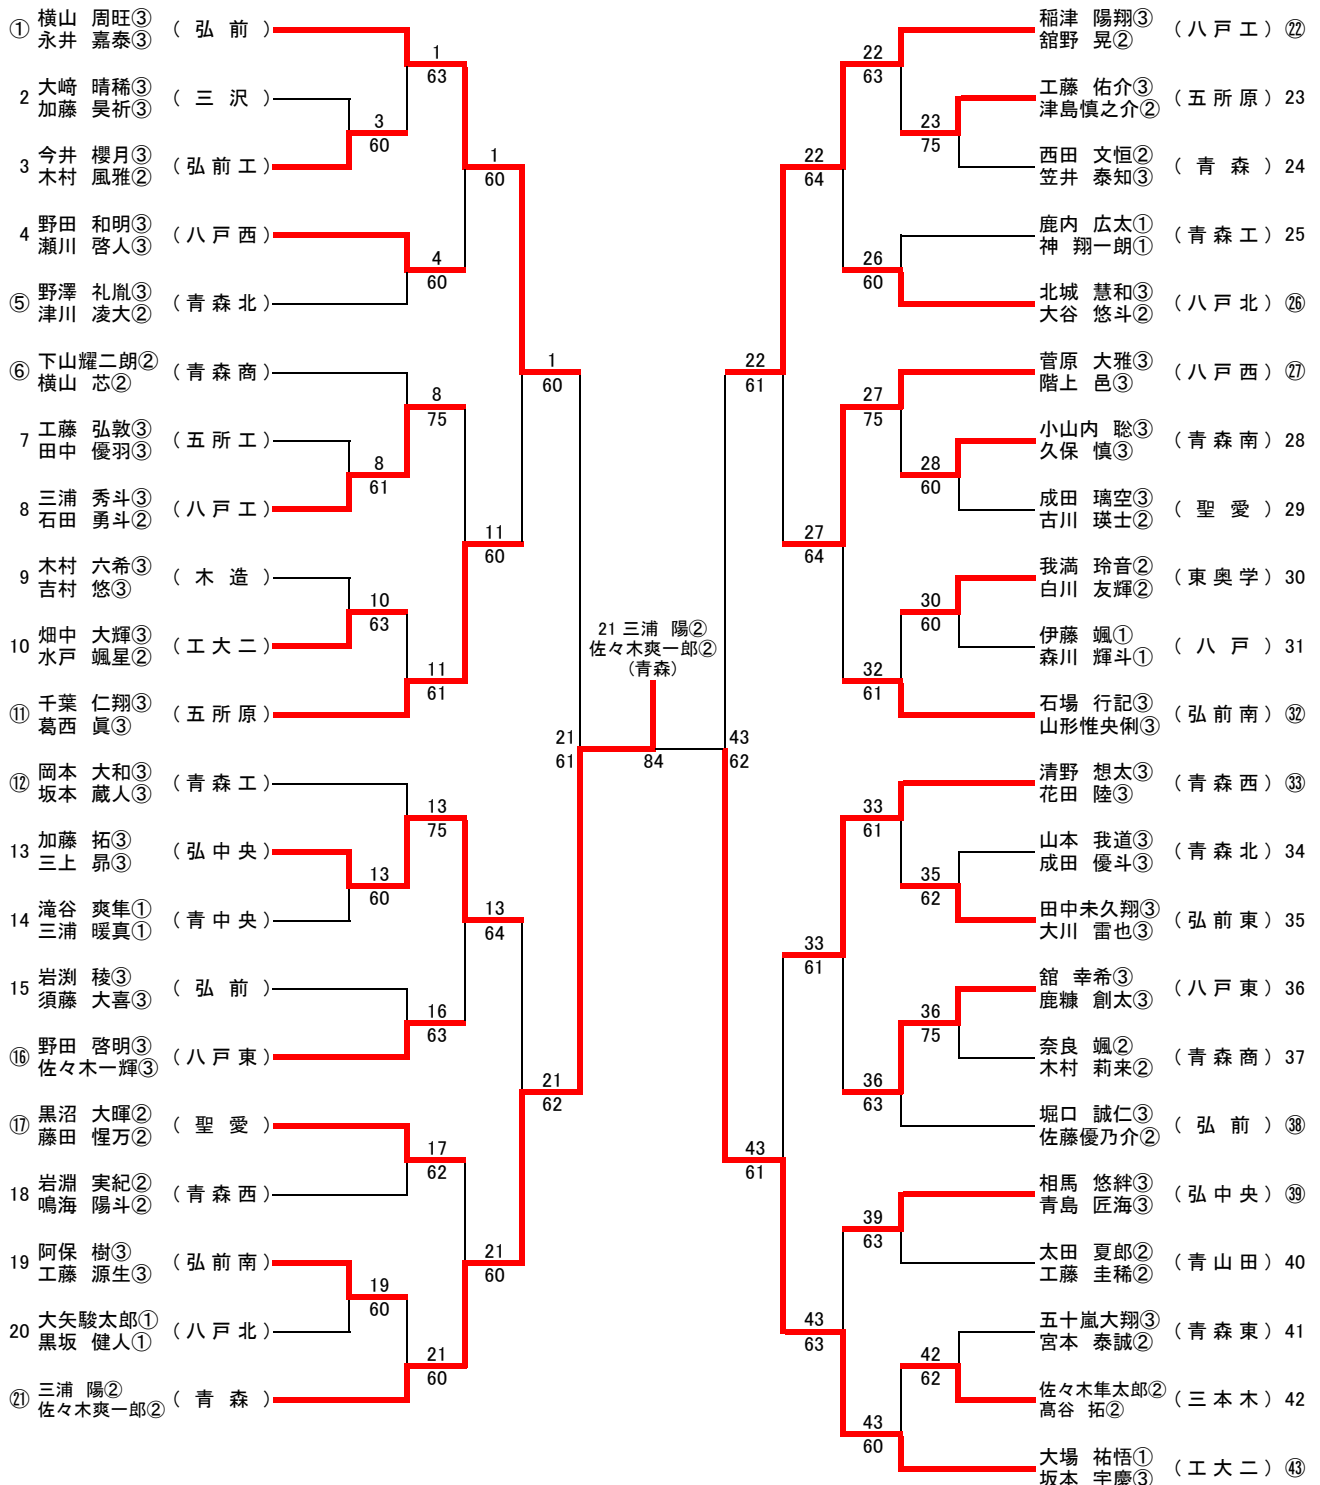 ① 横山 周旺③
永井 嘉泰③
( 弘 前 )
2 大﨑 晴稀③
加藤 昊祈③
( 三 沢 )
3 今井 櫻月③
木村 風雅②
( 弘 前 工 )
4 野田 和明③
瀬川 啓人③
( 八 戸 西 )
⑤ 野澤 礼胤③
津川 凌大②
( 青 森 北 )
⑥ 下山耀二朗②
横山 芯②
( 青 森 商 )
7 工藤 弘敦③
田中 優羽③
( 五 所 工 )
8 三浦 秀斗③
石田 勇斗②
( 八 戸 工 )
9 木村 六希③
吉村 悠③
( 木 造 )
10 畑中 大輝③
水戸 颯星②
( 工 大 二 )
⑪ 千葉 仁翔③
葛西 眞③
( 五 所 原 )
⑫ 岡本 大和③
坂本 蔵人③
( 青 森 工 )
13 加藤 拓③
三上 昴③
( 弘 中 央 )
14 滝谷 爽隼①
三浦 暖真①
( 青 中 央 )
15 岩渕 稜③
須藤 大喜③
( 弘 前 )
⑯ 野田 啓明③
佐々木一輝③
( 八 戸 東 )
⑰ 黒沼 大暉②
藤田 惺万②
( 聖 愛 )
18 岩淵 実紀②
鳴海 陽斗②
( 青 森 西 )
19 阿保 樹③
工藤 源生③
( 弘 前 南 )
20 大矢駿太郎①
黒坂 健人①
( 八 戸 北 )
㉑ 三浦 陽②
佐々木爽一郎②
( 青 森 )
3
60
8
61
10
63
13
60
19
60
1
63
4
60
8
75
11
61
13
75
16
63
17
62
21
60
1
60
11
60
13
64
21
60
1
60
21
62
21
61
21 三浦 陽②
佐々木爽一郎②
(青森)
84
43
62
22
61
43
61
22
64
27
64
33
61
43
63
22
63
26
60
27
75
32
61
33
61
36
63
39
63
43
60
23
75
28
60
30
60
35
62
36
75
42
62
稲津 陽翔③
舘野 晃②
( 八 戸 工 ) ㉒
工藤 佑介③
津島慎之介②
( 五 所 原 ) 23
西田 文恒②
笠井 泰知③
( 青 森 ) 24
鹿内 広太①
神 翔一朗①
( 青 森 工 ) 25
北城 慧和③
大谷 悠斗②
( 八 戸 北 ) ㉖
菅原 大雅③
階上 邑③
( 八 戸 西 ) ㉗
小山内 聡③
久保 慎③
( 青 森 南 ) 28
成田 璃空③
古川 瑛士②
( 聖 愛 ) 29
我満 玲音②
白川 友輝②
( 東 奥 学 ) 30
伊藤 颯①
森川 輝斗①
( 八 戸 ) 31
石場 行記③
山形惟央俐③
( 弘 前 南 ) ㉜
清野 想太③
花田 陸③
( 青 森 西 ) ㉝
山本 我道③
成田 優斗③
( 青 森 北 ) 34
田中未久翔③
大川 雷也③
( 弘 前 東 ) 35
舘 幸希③
鹿糠 創太③
( 八 戸 東 ) 36
奈良 颯②
木村 莉来②
( 青 森 商 ) 37
堀口 誠仁③
佐藤優乃介②
( 弘 前 ) ㊳
相馬 悠絆③
青島 匠海③
( 弘 中 央 ) ㊴
太田 夏郎②
工藤 圭稀②
( 青 山 田 ) 40
五十嵐大翔③
宮本 泰誠②
( 青 森 東 ) 41
佐々木隼太郎②
髙谷 拓②
( 三 本 木 ) 42
大場 祐悟①
坂本 宇慶③
( 工 大 二 ) ㊸